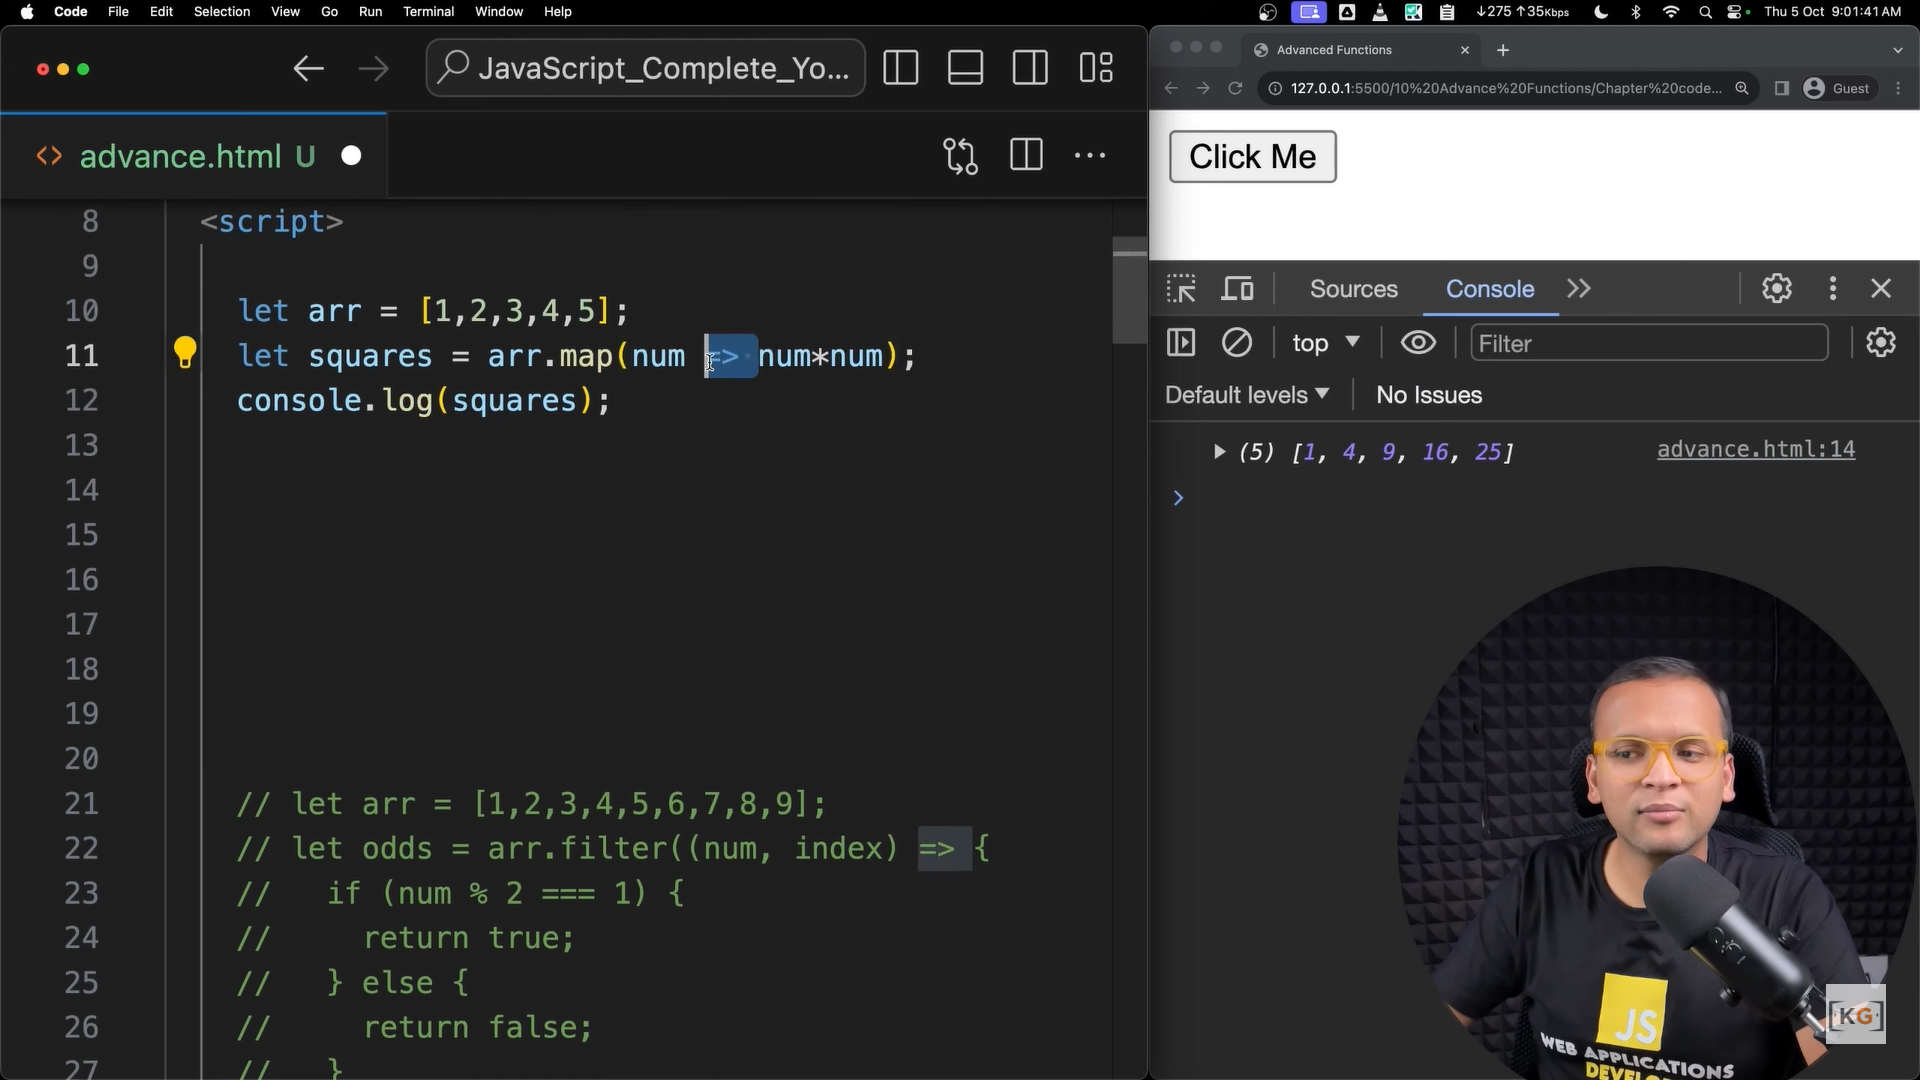 Code File Edit Selection View Go Run Terminal Window Help
↓275 ↑35Kbps Thu 5 Oct 9:01:41 AM
JavaScript_Complete_Yo...
advance.html U
8 <script>
9
10 let arr = [1,2,3,4,5];
11 let squares = arr.map(num => num*num);
12 console.log(squares);
13
14
15
16
17
18
19
20
21 // let arr = [1,2,3,4,5,6,7,8,9];
22 // let odds = arr.filter((num, index) => {
23 //   if (num % 2 === 1) {
24 //     return true;
25 //   } else {
26 //     return false;
27 //   }
Advanced Functions
127.0.0.1:5500/10%20Advance%20Functions/Chapter%20code...
Guest
Click Me
Sources Console
top Filter
Default levels No Issues
(5) [1, 4, 9, 16, 25] advance.html:14
JS
WEB APPLICATIONS
DEVELO
KG